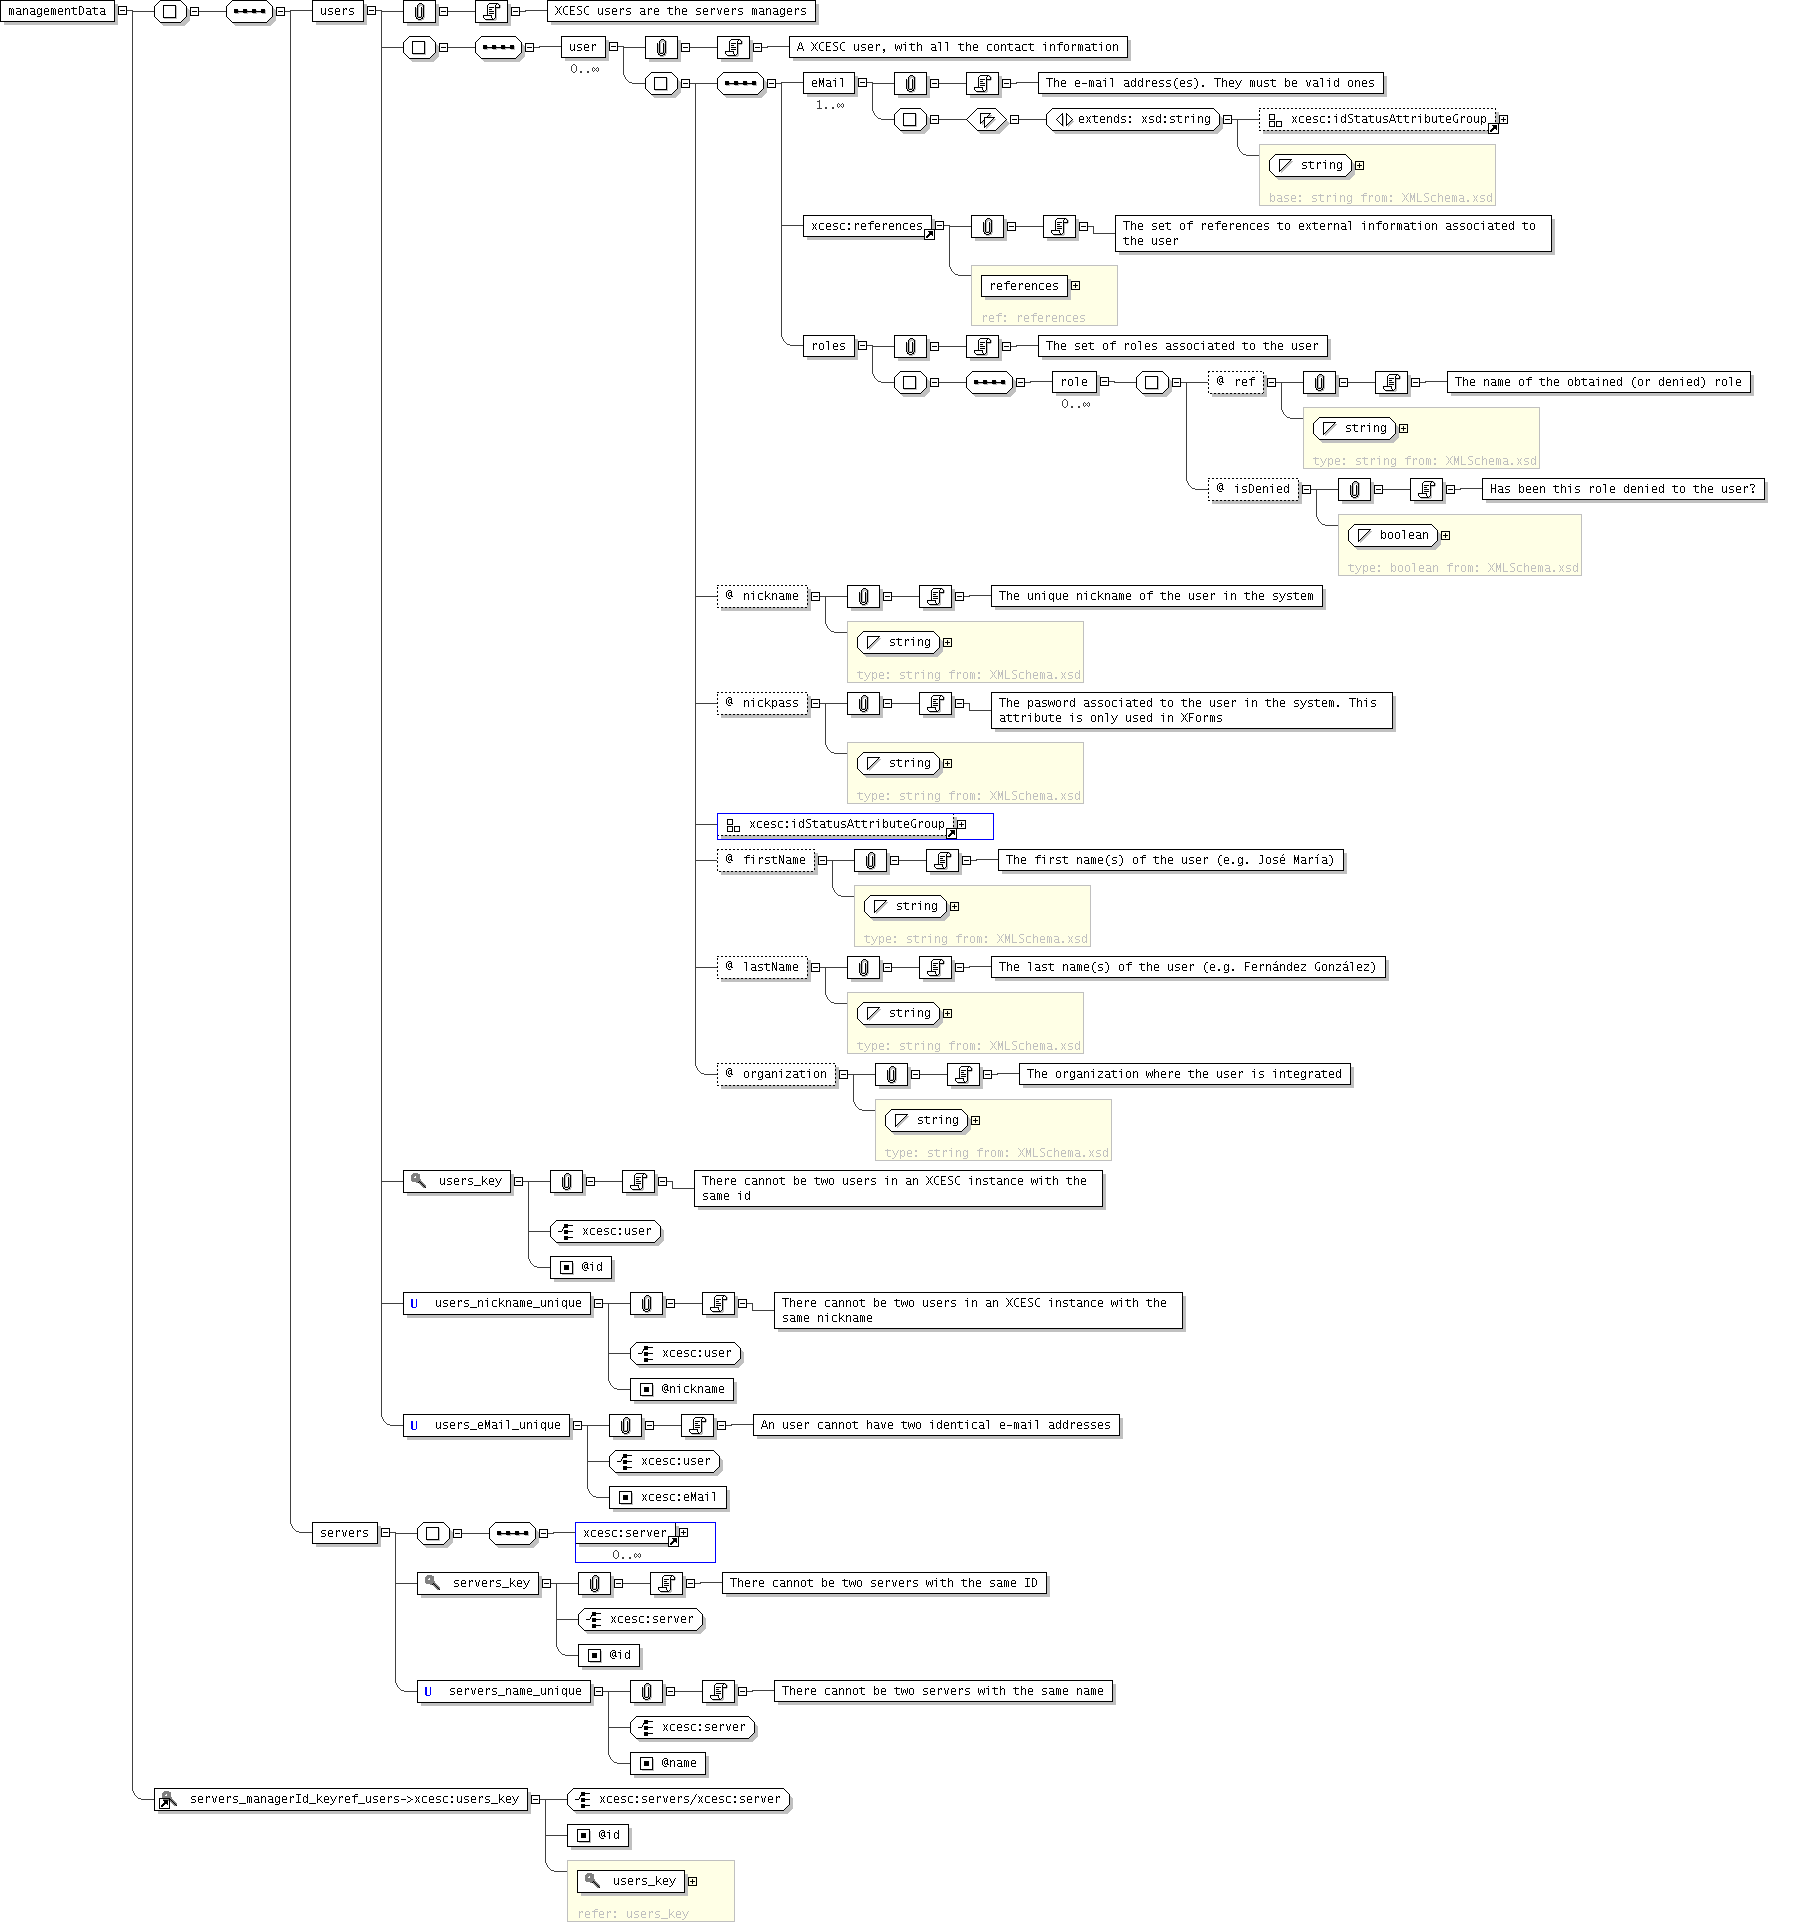 managementData
users
XCESC users are the servers managers
user
A XCESC user, with all the contact information
0..∞
eMail
The e-mail address(es). They must be valid ones
1..∞
extends: xsd:string
xcesc:idStatusAttributeGroup
string
base: string from: XMLSchema.xsd
xcesc:references
The set of references to external information associated to
the user
references
ref: references
roles
The set of roles associated to the user
role
@ ref
The name of the obtained (or denied) role
0..∞
string
type: string from: XMLSchema.xsd
@ isDenied
Has been this role denied to the user?
boolean
type: boolean from: XMLSchema.xsd
@ nickname
The unique nickname of the user in the system
string
type: string from: XMLSchema.xsd
@ nickpass
The pasword associated to the user in the system. This
attribute is only used in XForms
string
type: string from: XMLSchema.xsd
xcesc:idStatusAttributeGroup
@ firstName
The first name(s) of the user (e.g. José María)
string
type: string from: XMLSchema.xsd
@ lastName
The last name(s) of the user (e.g. Fernández González)
string
type: string from: XMLSchema.xsd
@ organization
The organization where the user is integrated
string
type: string from: XMLSchema.xsd
users_key
There cannot be two users in an XCESC instance with the
same id
xcesc:user
@id
U users_nickname_unique
There cannot be two users in an XCESC instance with the
same nickname
xcesc:user
@nickname
U users_eMail_unique
An user cannot have two identical e-mail addresses
xcesc:user
xcesc:eMail
servers
xcesc:server
0..∞
servers_key
There cannot be two servers with the same ID
xcesc:server
@id
U servers_name_unique
There cannot be two servers with the same name
xcesc:server
@name
servers_managerId_keyref_users->xcesc:users_key
xcesc:servers/xcesc:server
@id
users_key
refer: users_key